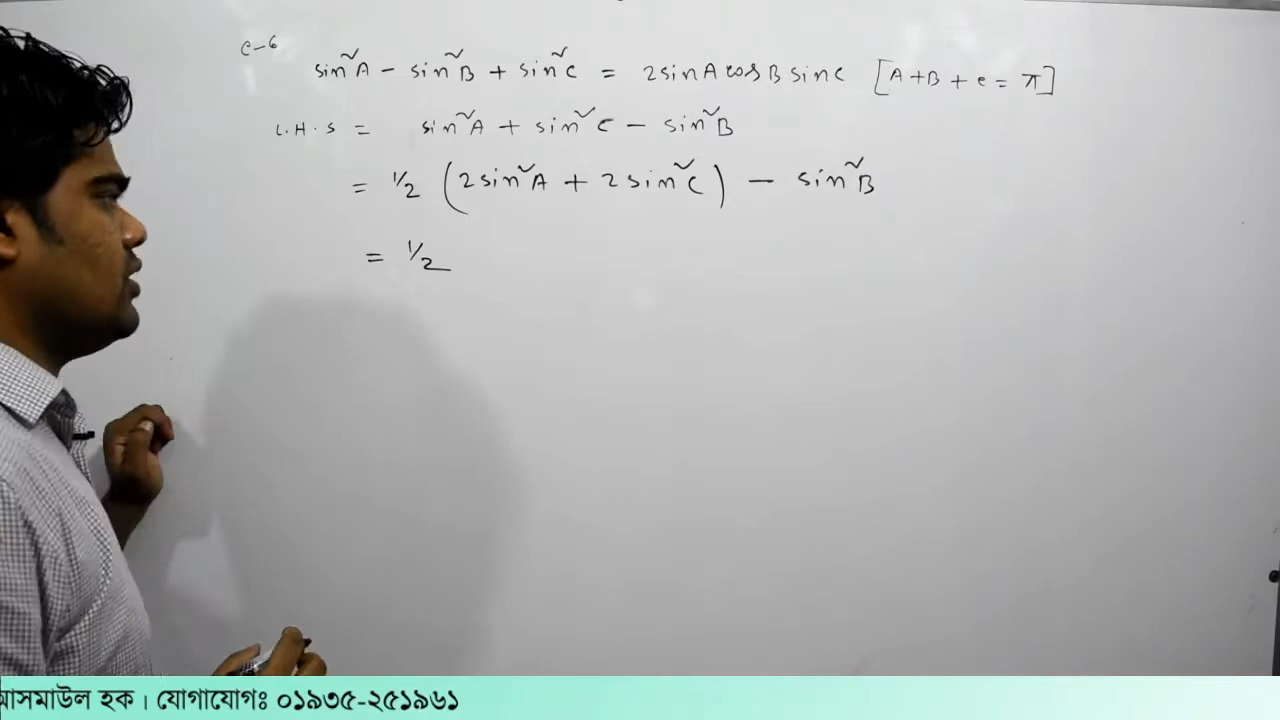 C-6
sin²A - sin²B + sin²C = 2sinA cosB sinC [A+B+C=π]
L.H.S = sin²A + sin²C - sin²B
= 1/2 (2sin²A + 2sin²C) - sin²B
= 1/2
আসমাউল হক। যোগাযোগঃ ০১৯৩৫-২৫১৯৬১